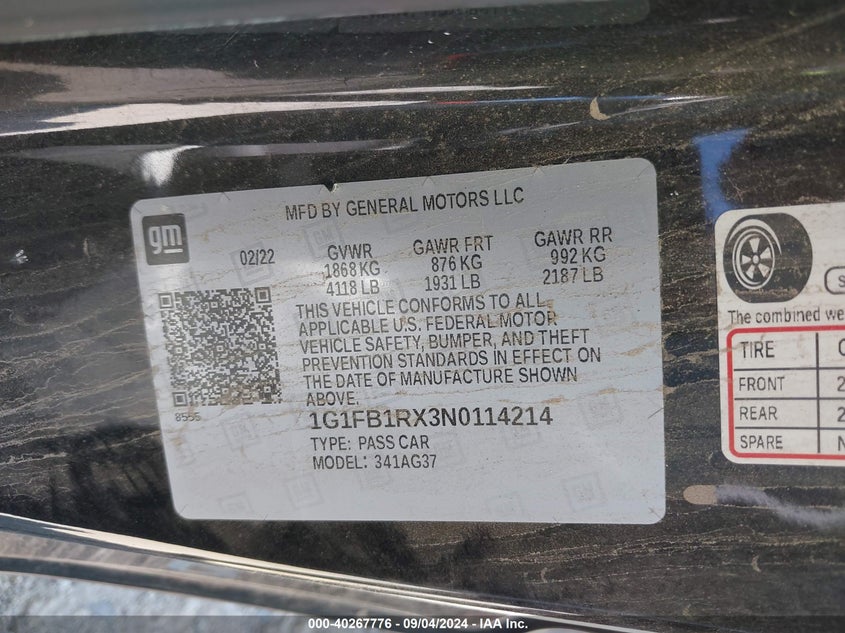 MFD BY GENERAL MOTORS LLC
gm
02/22
GVWR
1868 KG
4118 LB
GAWR FRT
876 KG
1931 LB
GAWR RR
992 KG
2187 LB
THIS VEHICLE CONFORMS TO ALL
APPLICABLE U.S. FEDERAL MOTOR
VEHICLE SAFETY, BUMPER, AND THEFT
PREVENTION STANDARDS IN EFFECT ON
THE DATE OF MANUFACTURE SHOWN
ABOVE.
8555
1G1FB1RX3N0114214
TYPE: PASS CAR
MODEL: 341AG37
The combined we
TIRE
FRONT 2
REAR 2
SPARE N
#DO-40267776 - 09/04/2024 - IAA Inc.